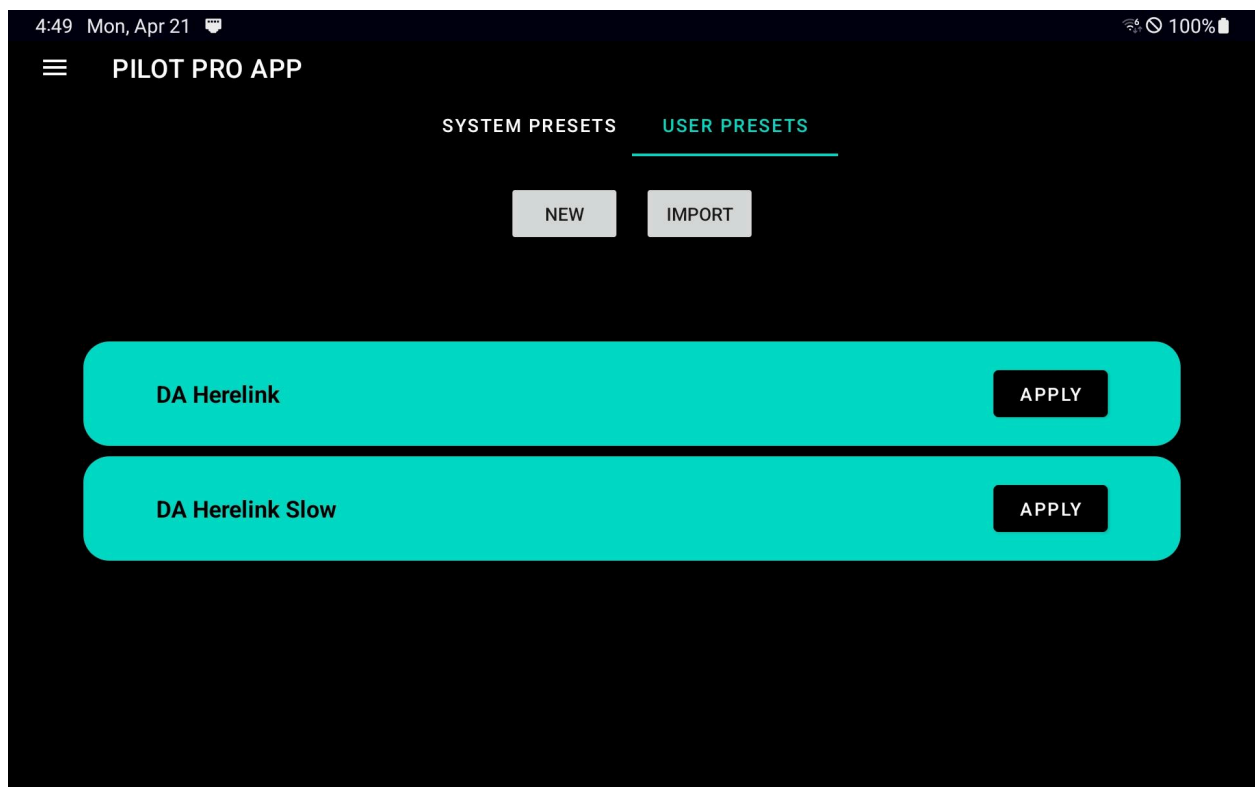 4:49 Mon, Apr 21 100%
PILOT PRO APP
SYSTEM PRESETS USER PRESETS
NEW IMPORT
DA Herelink APPLY
DA Herelink Slow APPLY